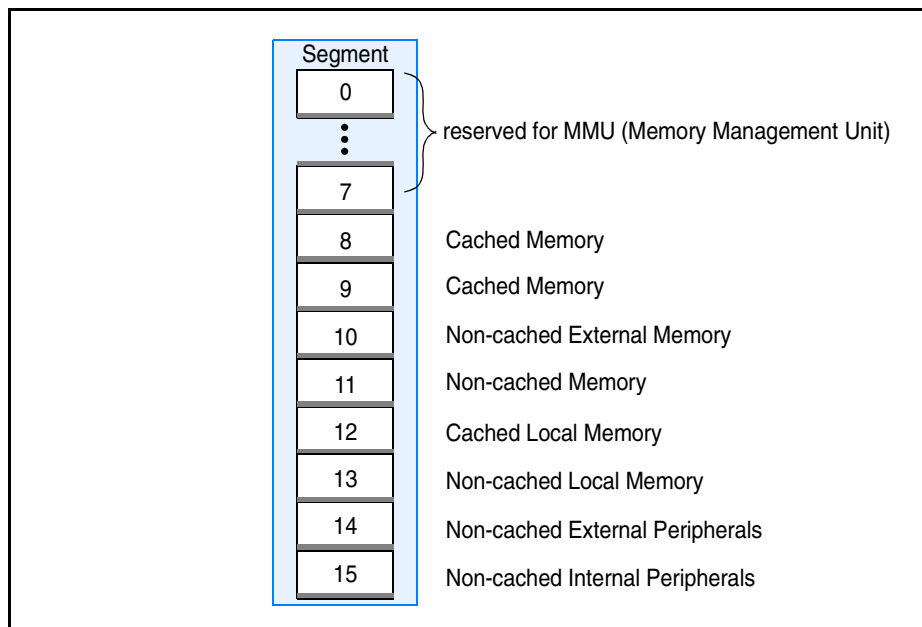 Segment
0
reserved for MMU (Memory Management Unit)
7
8 Cached Memory
9 Cached Memory
10 Non-cached External Memory
11 Non-cached Memory
12 Cached Local Memory
13 Non-cached Local Memory
14 Non-cached External Peripherals
15 Non-cached Internal Peripherals